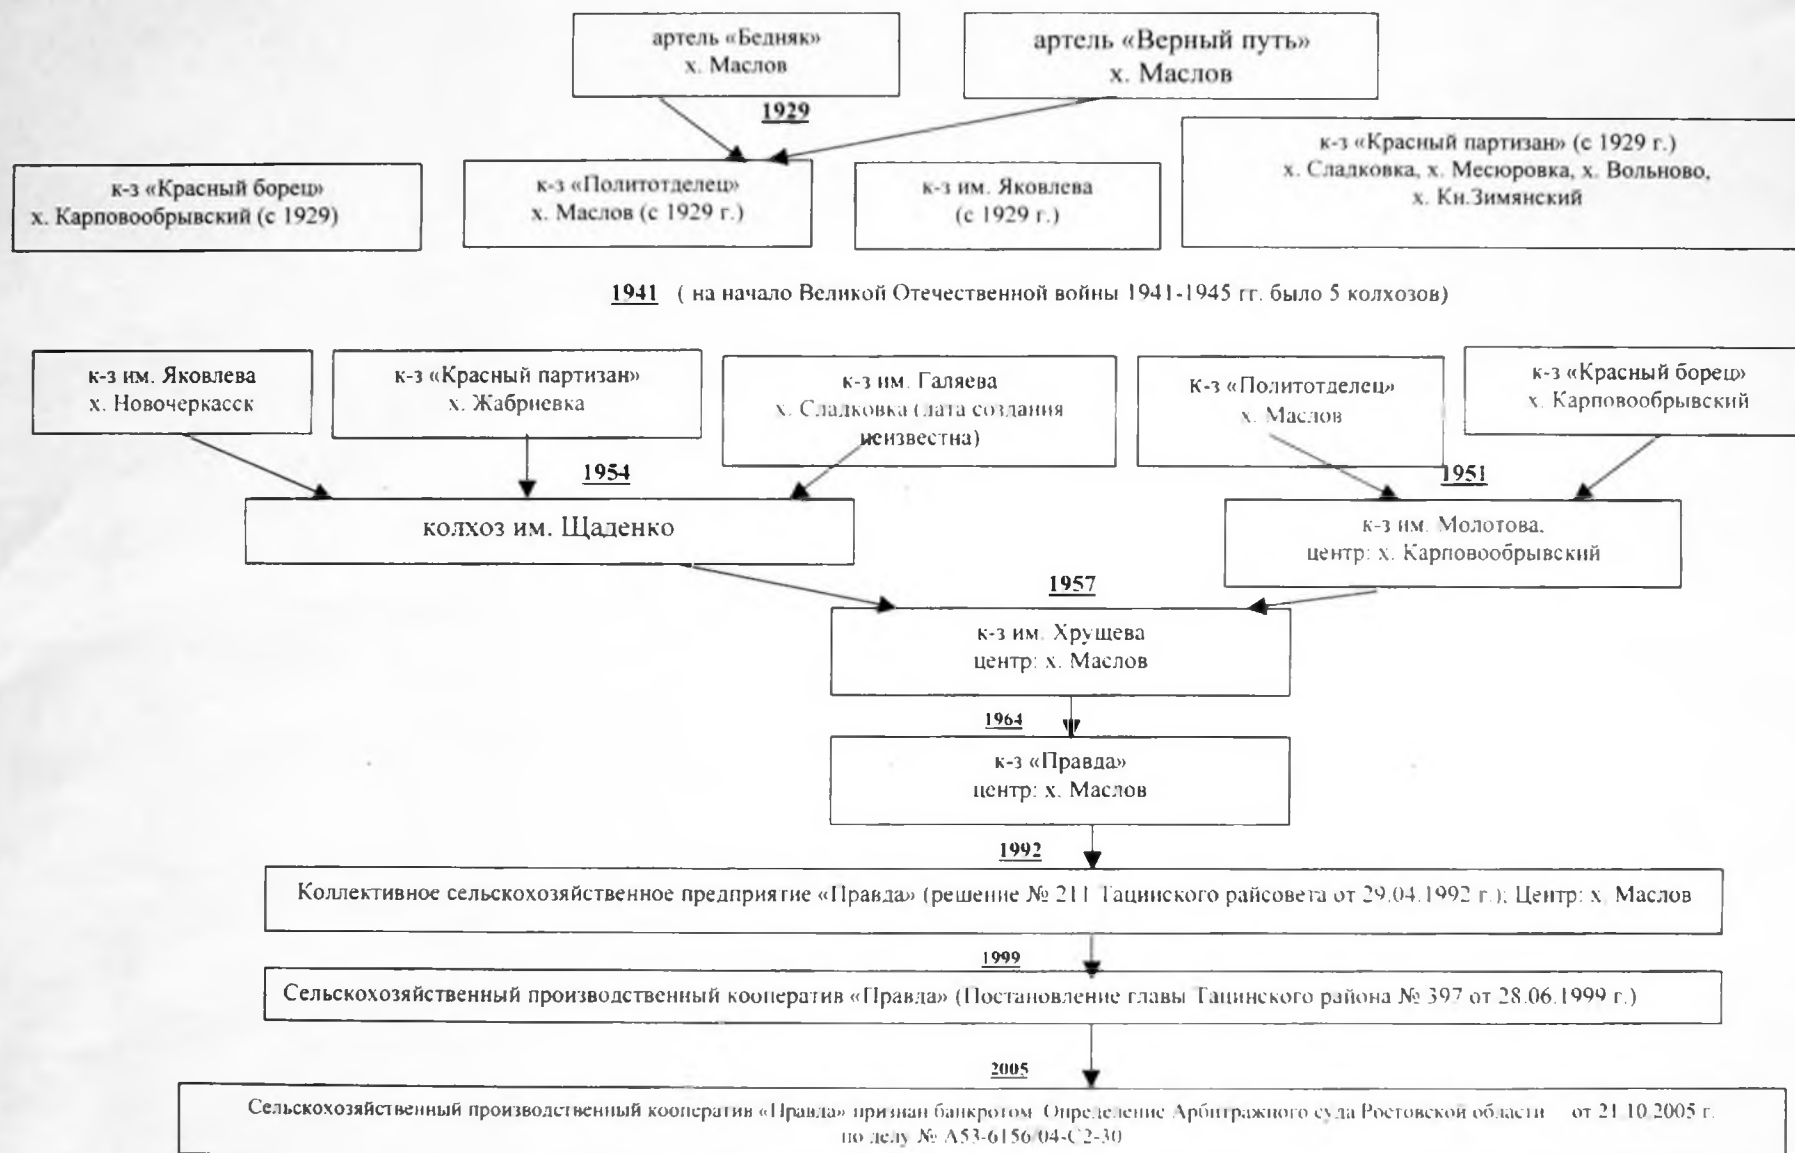 артель «Бедняк»
х. Маслов
артель «Верный путь»
х. Маслов
1929
к-з «Красный партизан» (с 1929 г.)
х. Сладковка, х. Месюровка, х. Вольново,
х. Кн.Зимянский
к-з «Красный борец»
х. Карповообрывский (с 1929)
к-з «Политотделец»
х. Маслов (с 1929 г.)
к-з им. Яковлева
(с 1929 г.)
1941 ( на начало Великой Отечественной войны 1941-1945 гг. было 5 колхозов)
к-з им. Яковлева
х. Новочеркасск
к-з «Красный партизан»
х. Жабриевка
к-з им. Галяева
х. Сладковка (дата создания
неизвестна)
к-з «Политотделец»
х. Маслов
к-з «Красный борец»
х. Карповообрывский
1954
1951
колхоз им. Щаденко
к-з им. Молотова.
центр: х. Карповообрывский
1957
к-з им. Хрущева
центр: х. Маслов
1964
к-з «Правда»
центр: х. Маслов
1992
Коллективное сельскохозяйственное предприятие «Правда» (решение № 211 Тацинского райсовета от 29.04.1992 г.); Центр: х. Маслов
1999
Сельскохозяйственный производственный кооператив «Правда» (Постановление главы Тацинского района № 397 от 28.06.1999 г.)
2005
Сельскохозяйственный производственный кооператив «Правда» признан банкротом. Определение Арбитражного суда Ростовской области от 21.10.2005 г.
по делу № А53-6156/04-С2-30